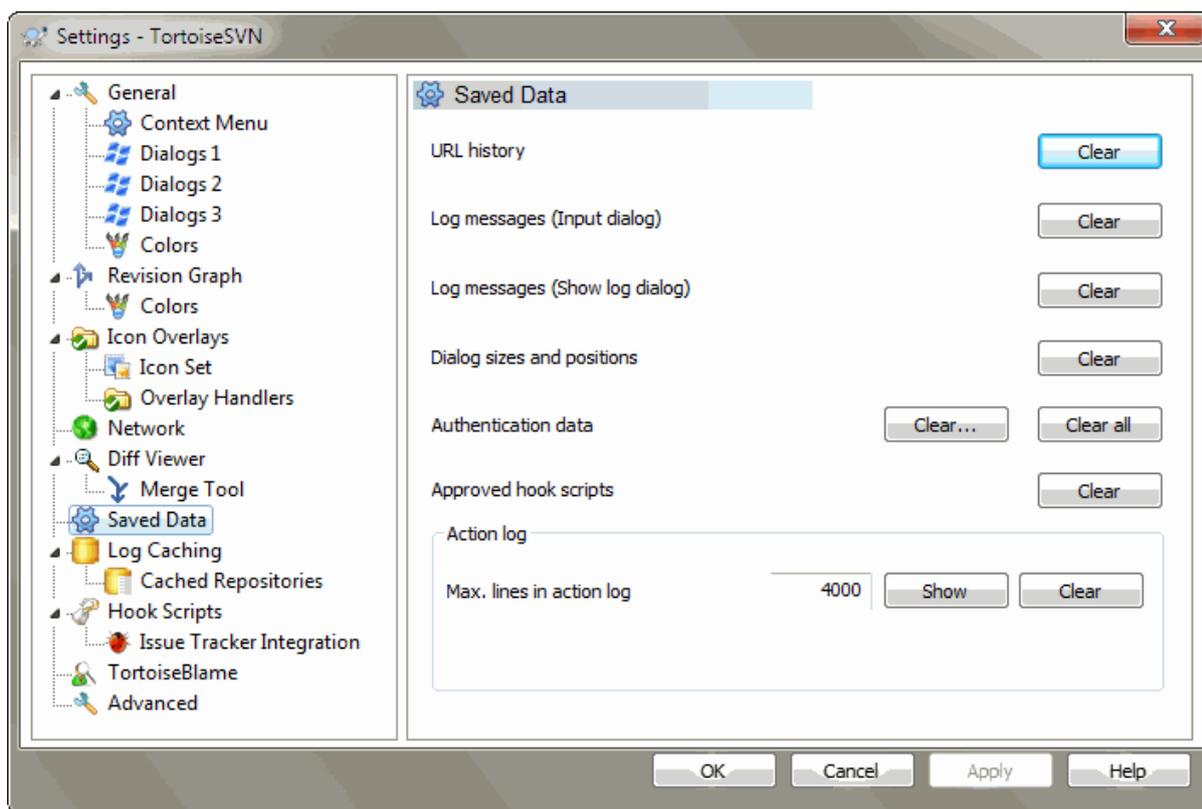 Settings - TortoiseSVN
General
Context Menu
Dialogs 1
Dialogs 2
Dialogs 3
Colors
Revision Graph
Colors
Icon Overlays
Icon Set
Overlay Handlers
Network
Diff Viewer
Merge Tool
Saved Data
Log Caching
Cached Repositories
Hook Scripts
Issue Tracker Integration
TortoiseBlame
Advanced
Saved Data
URL history Clear
Log messages (Input dialog) Clear
Log messages (Show log dialog) Clear
Dialog sizes and positions Clear
Authentication data Clear... Clear all
Approved hook scripts Clear
Action log
Max. lines in action log 4000 Show Clear
OK Cancel Apply Help